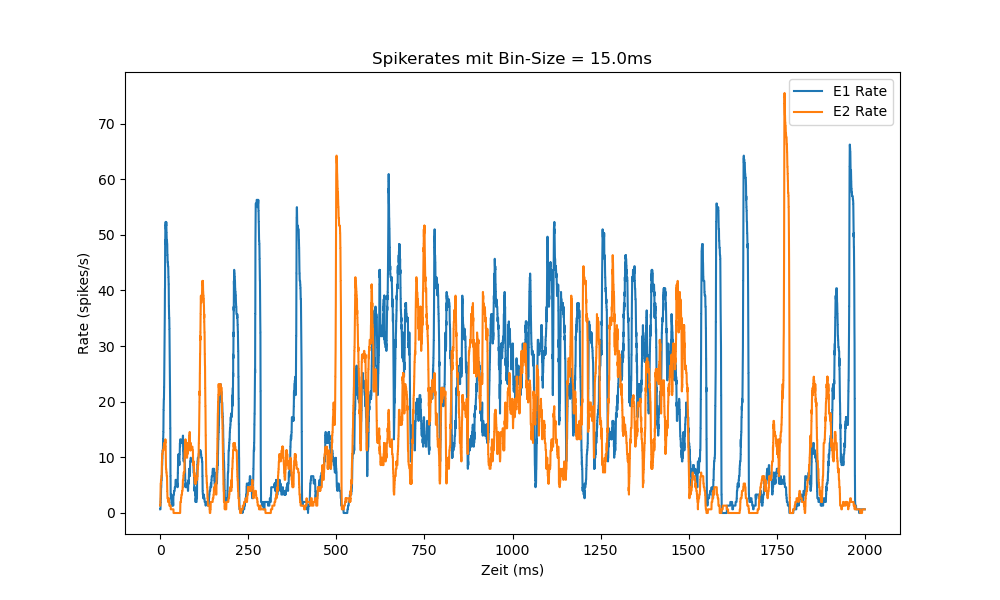 Spikerates mit Bin-Size = 15.0ms
E1 Rate
E2 Rate
70
60
50
40
30
20
10
0
Rate (spikes/s)
0 250 500 750 1000 1250 1500 1750 2000
Zeit (ms)